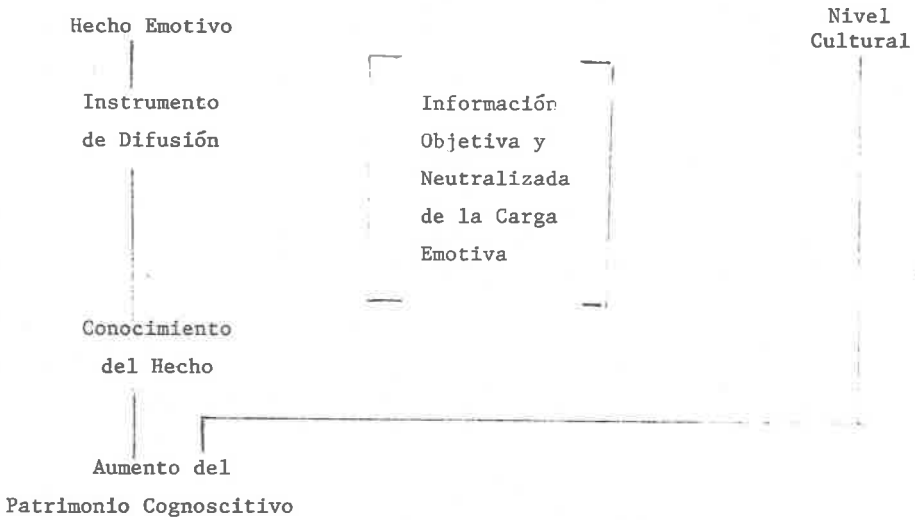 Hecho Emotivo
Nivel
Cultural
Instrumento
de Difusión
Información
Objetiva y
Neutralizada
de la Carga
Emotiva
Conocimiento
del Hecho
Aumento del
Patrimonio Cognoscitivo